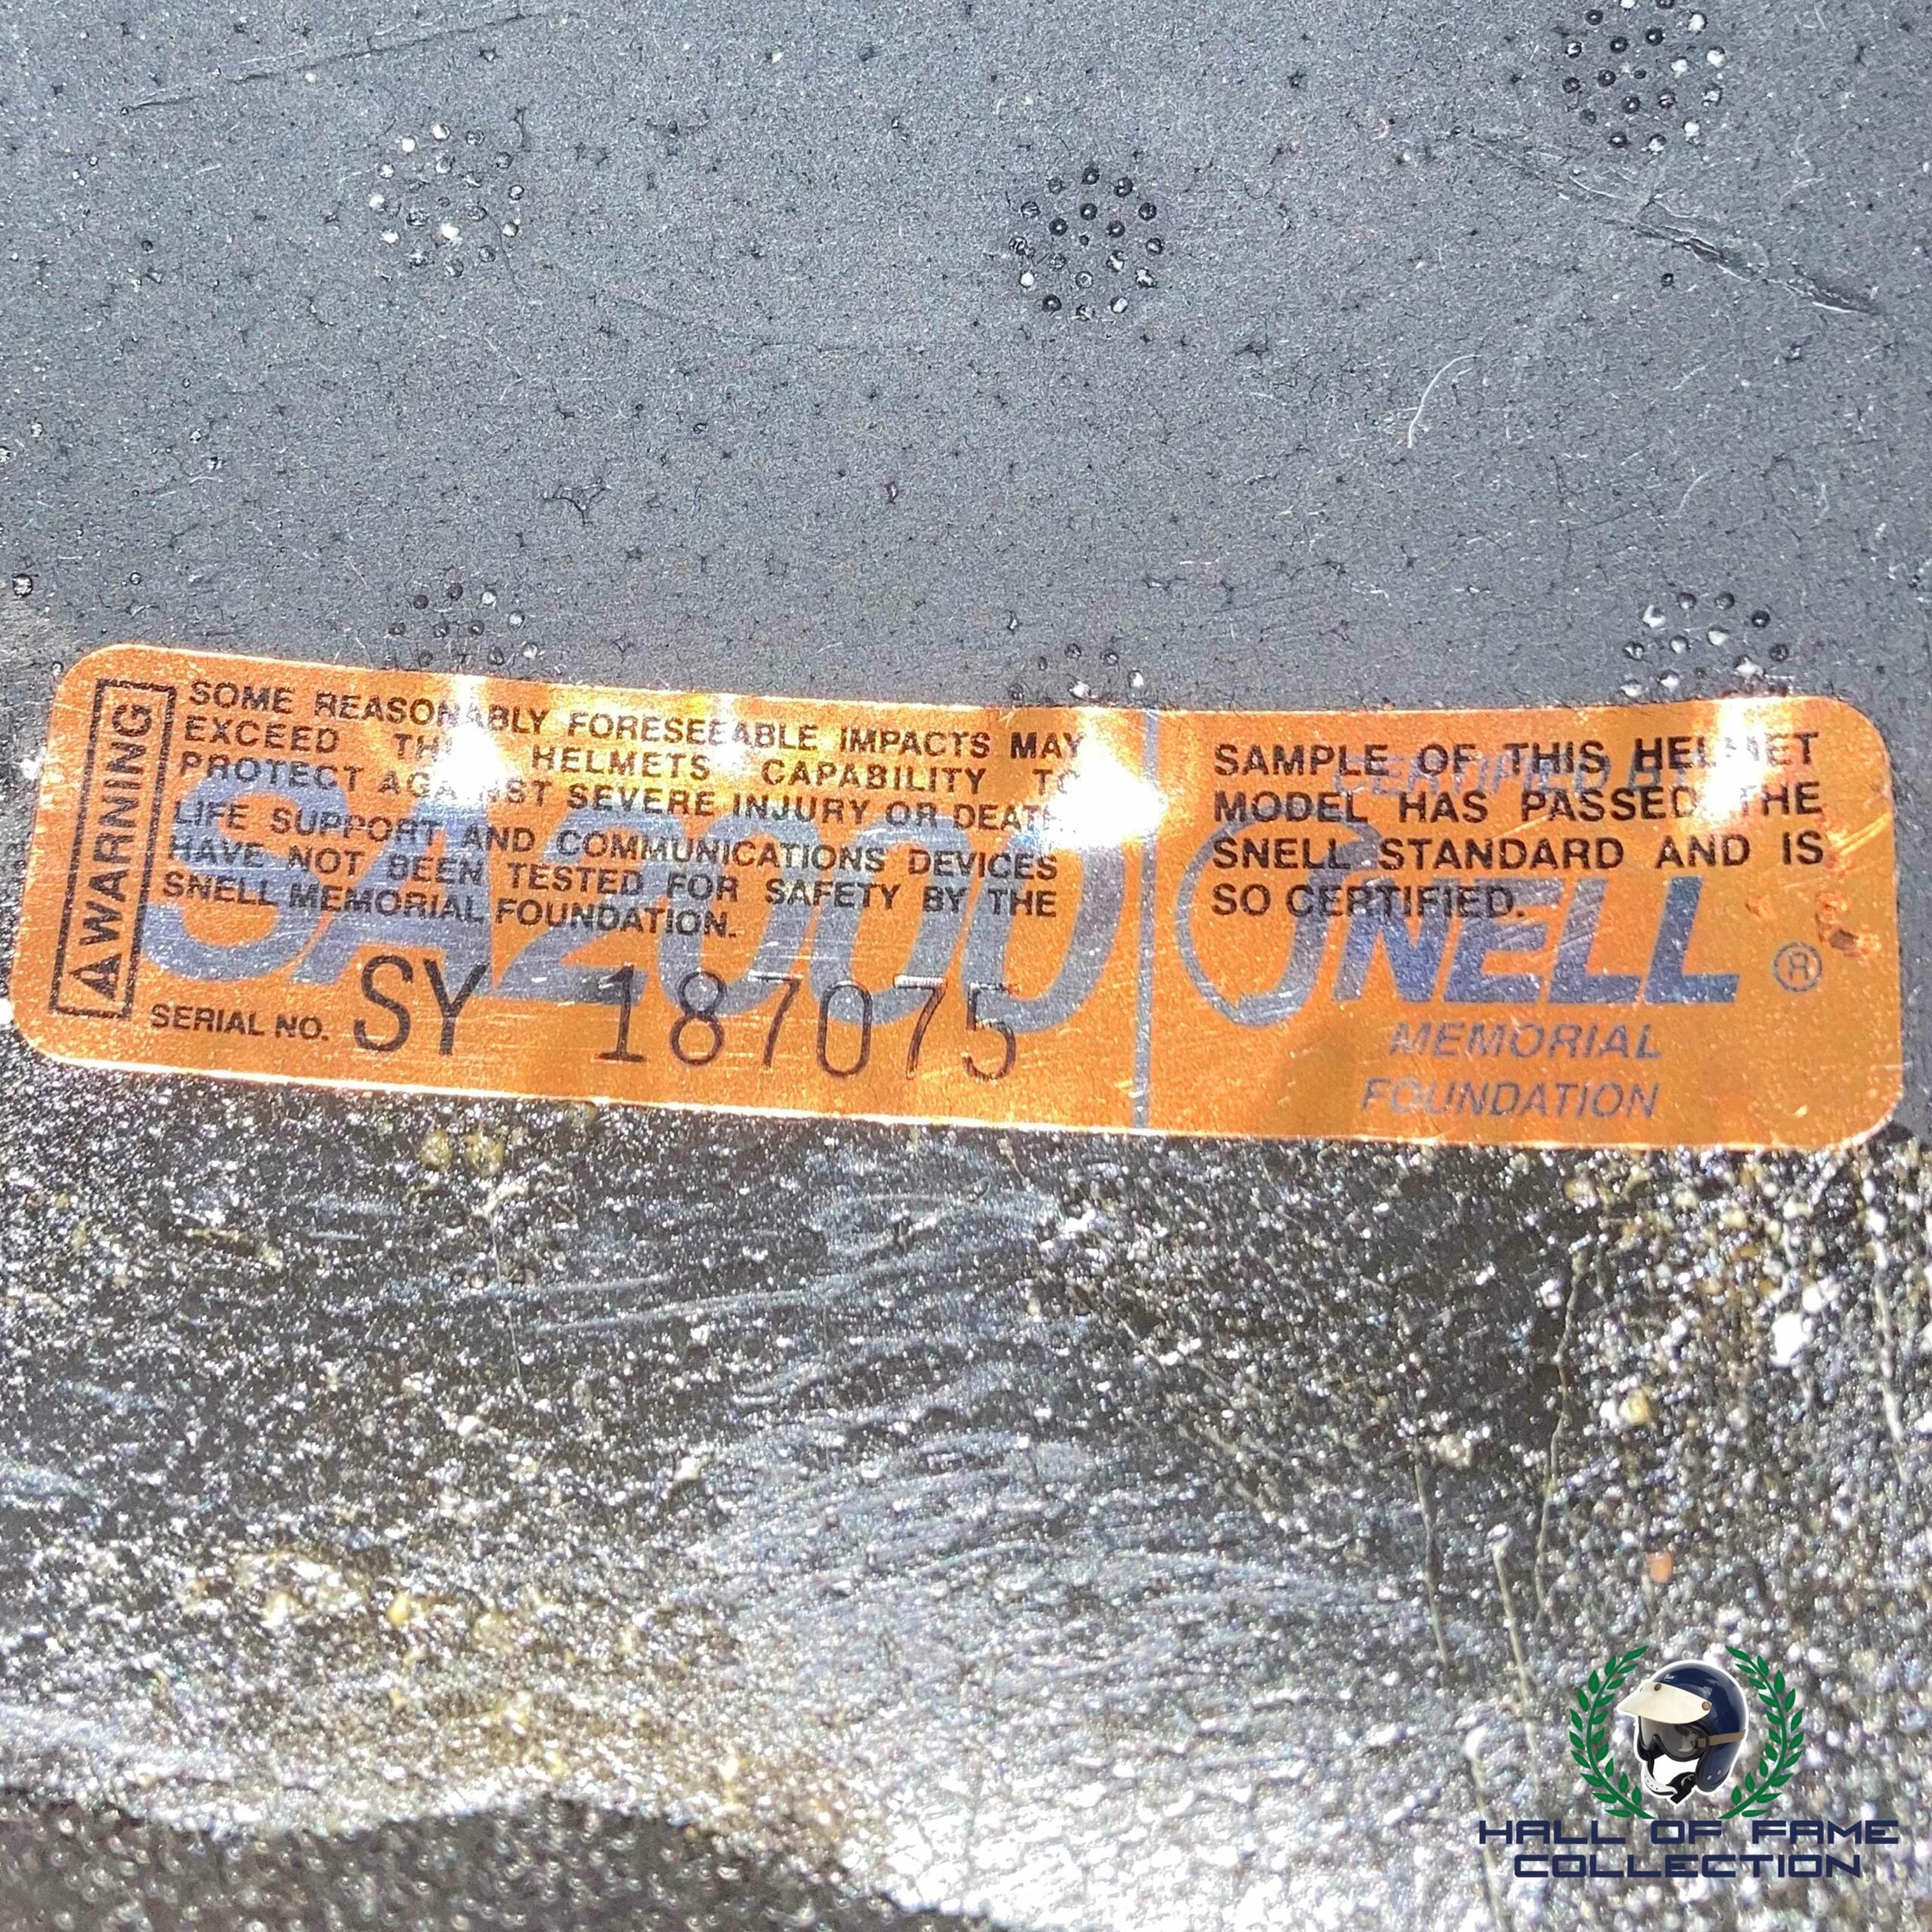 WARNING
SOME REASONABLY FORESEEABLE IMPACTS MAY
EXCEED THE HELMETS CAPABILITY TO
PROTECT AGAINST SEVERE INJURY OR DEATH.
LIFE SUPPORT AND COMMUNICATIONS DEVICES
HAVE NOT BEEN TESTED FOR SAFETY BY THE
SNELL MEMORIAL FOUNDATION.
SA2000
SERIAL NO. SY 187075
SAMPLE OF THIS HELMET
MODEL HAS PASSED THE
SNELL STANDARD AND IS
SO CERTIFIED.
CERTIFIED
SNELL ®
MEMORIAL
FOUNDATION
HALL OF FAME
COLLECTION